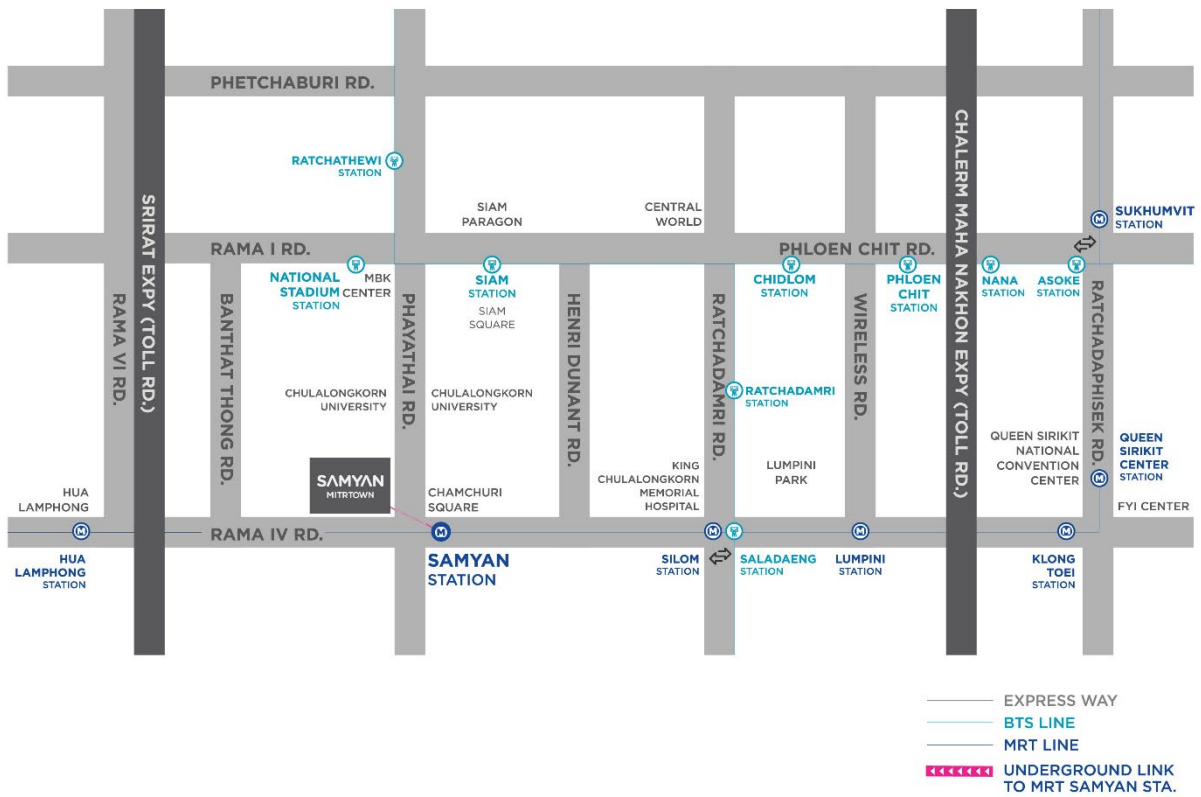 PHETCHABURI RD.
RATCHATHEWI
STATION
SIAM
PARAGON
CENTRAL
WORLD
SUKHUMVIT
STATION
RAMA I RD.
PHLOEN CHIT RD.
SRIRAT EXPY (TOLL RD.)
CHALERM MAHA NAKHON EXPY (TOLL RD.)
NATIONAL
STADIUM
STATION
MBK
CENTER
SIAM
STATION
SIAM
SQUARE
CHIDLOM
STATION
PHLOEN
CHIT
STATION
NANA
STATION
ASOKE
STATION
RAMA VI RD.
BANTHAT THONG RD.
PHAYATHAI RD.
HENRI DUNANT RD.
RATCHADAMRI RD.
WIRELESS RD.
RATCHADAPHISEK RD.
CHULALONGKORN
UNIVERSITY
CHULALONGKORN
UNIVERSITY
RATCHADAMRI
STATION
QUEEN SIRIKIT
NATIONAL
CONVENTION
CENTER
QUEEN
SIRIKIT
CENTER
STATION
SAMYAN
MITRTOWN
HUA
LAMPHONG
CHAMCHURI
SQUARE
KING
CHULALONGKORN
MEMORIAL
HOSPITAL
LUMPINI
PARK
FYI CENTER
RAMA IV RD.
HUA
LAMPHONG
STATION
SAMYAN
STATION
SILOM
STATION
SALADAENG
STATION
LUMPINI
STATION
KLONG
TOEI
STATION
EXPRESS WAY
BTS LINE
MRT LINE
UNDERGROUND LINK
TO MRT SAMYAN STA.